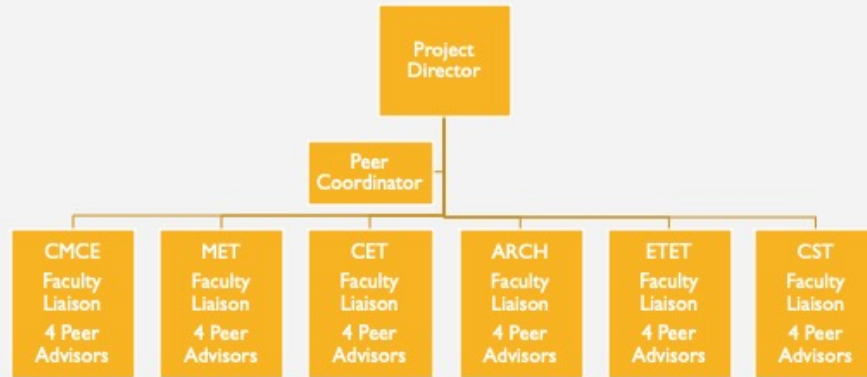 Project
Director
Peer
Coordinator
CMCE
Faculty
Liaison
4 Peer
Advisors
MET
Faculty
Liaison
4 Peer
Advisors
CET
Faculty
Liaison
4 Peer
Advisors
ARCH
Faculty
Liaison
4 Peer
Advisors
ETET
Faculty
Liaison
4 Peer
Advisors
CST
Faculty
Liaison
4 Peer
Advisors